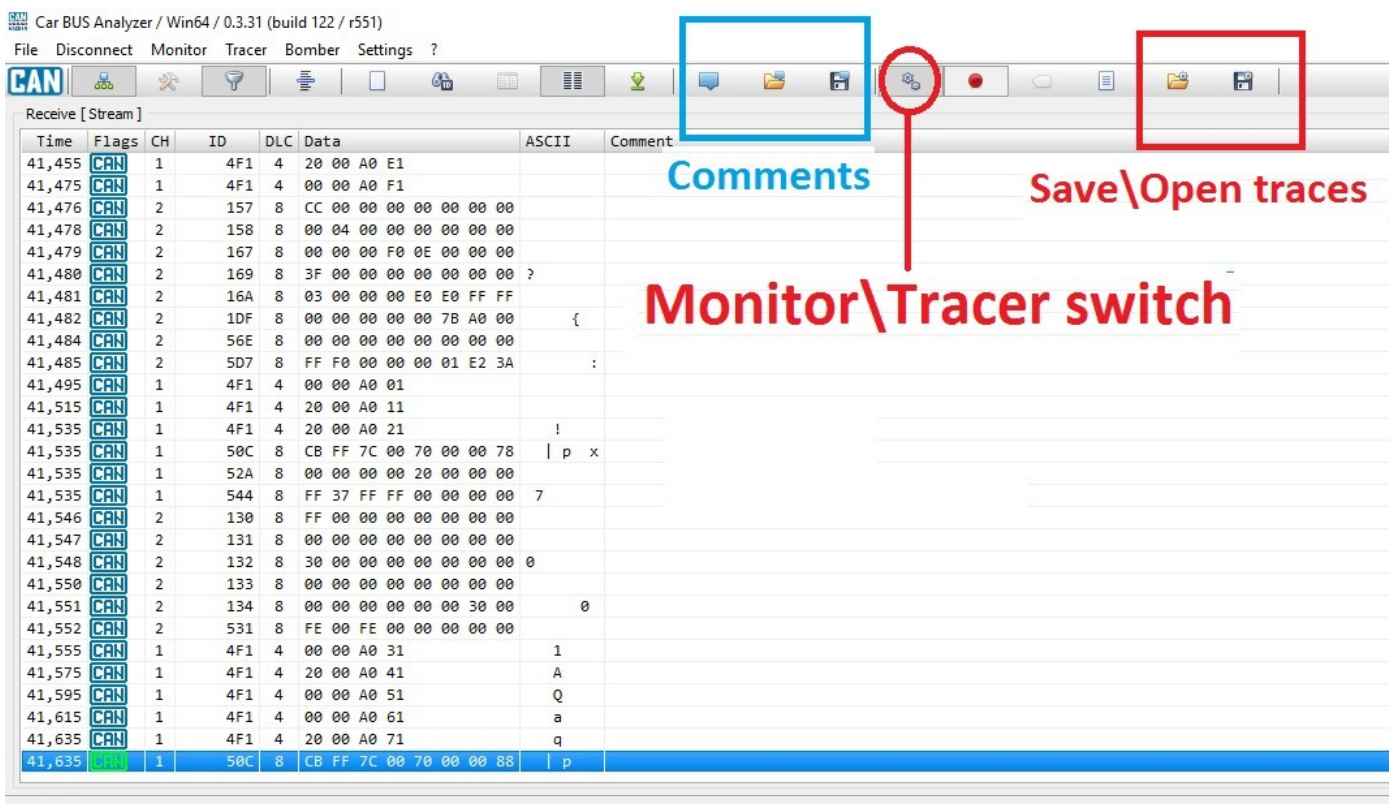 Car BUS Analyzer / Win64 / 0.3.31 (build 122 / r551)
File Disconnect Monitor Tracer Bomber Settings ?
CAN
Receive [ Stream ]
Time Flags CH ID DLC Data ASCII Comment
41,455 CAN 1 4F1 4 20 00 A0 E1
41,475 CAN 1 4F1 4 00 00 A0 F1
41,476 CAN 2 157 8 CC 00 00 00 00 00 00 00
41,478 CAN 2 158 8 00 04 00 00 00 00 00 00
41,479 CAN 2 167 8 00 00 00 F0 0E 00 00 00
41,480 CAN 2 169 8 3F 00 00 00 00 00 00 00 ?
41,481 CAN 2 16A 8 03 00 00 00 E0 E0 FF FF
41,482 CAN 2 1DF 8 00 00 00 00 00 7B A0 00 {
41,484 CAN 2 56E 8 00 00 00 00 00 00 00 00
41,485 CAN 2 5D7 8 FF F0 00 00 00 01 E2 3A :
41,495 CAN 1 4F1 4 00 00 A0 01
41,515 CAN 1 4F1 4 20 00 A0 11
41,535 CAN 1 4F1 4 20 00 A0 21 !
41,535 CAN 1 50C 8 CB FF 7C 00 70 00 00 78 | p x
41,535 CAN 1 52A 8 00 00 00 00 20 00 00 00
41,535 CAN 1 544 8 FF 37 FF FF 00 00 00 00 7
41,546 CAN 2 130 8 FF 00 00 00 00 00 00 00
41,547 CAN 2 131 8 00 00 00 00 00 00 00 00
41,548 CAN 2 132 8 30 00 00 00 00 00 00 00 0
41,550 CAN 2 133 8 00 00 00 00 00 00 00 00
41,551 CAN 2 134 8 00 00 00 00 00 00 30 00 0
41,552 CAN 2 531 8 FE 00 FE 00 00 00 00 00
41,555 CAN 1 4F1 4 00 00 A0 31 1
41,575 CAN 1 4F1 4 20 00 A0 41 A
41,595 CAN 1 4F1 4 00 00 A0 51 Q
41,615 CAN 1 4F1 4 00 00 A0 61 a
41,635 CAN 1 4F1 4 20 00 A0 71 q
41,635 CAN 1 50C 8 CB FF 7C 00 70 00 00 88 | p
Comments
Save\Open traces
Monitor\Tracer switch